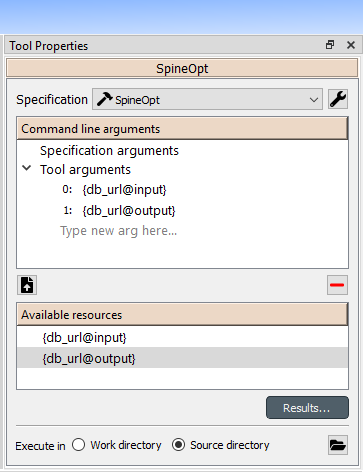 Tool Properties
SpineOpt
Specification SpineOpt
Command line arguments
Specification arguments
Tool arguments
0: {db_url@input}
1: {db_url@output}
Type new arg here...
Available resources
{db_url@input}
{db_url@output}
Results...
Execute in Work directory Source directory